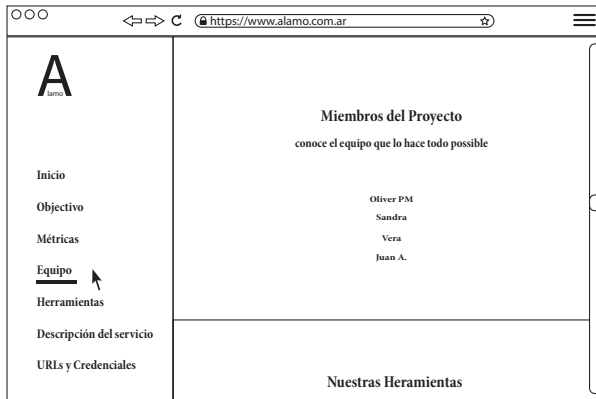 https://www.alamo.com.ar
A
lamo
Inicio
Objectivo
Métricas
Equipo
Herramientas
Descripción del servicio
URLs y Credenciales
Miembros del Proyecto
conoce el equipo que lo hace todo possible
Oliver PM
Sandra
Vera
Juan A.
Nuestras Heramientas